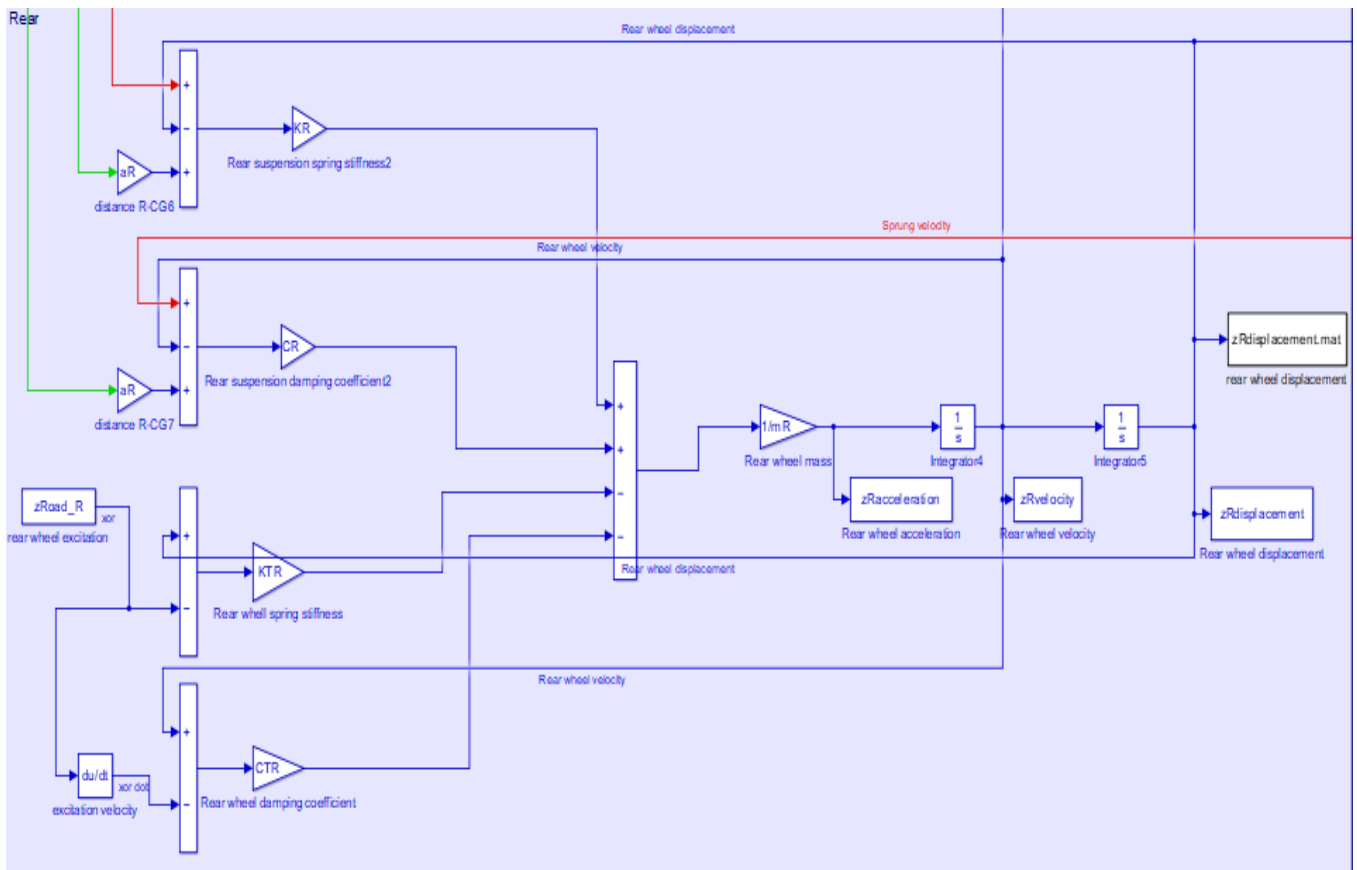 Rear
Rear wheel displacement
+
-
+
KR
Rear suspension spring stiffness2
aR
distance R-CG6
Sprung velocity
Rear wheel velocity
+
-
+
CR
Rear suspension damping coefficient2
aR
distance R-CG7
+
+
-
-
1/mR
Rear wheel mass
1
s
Integrator4
1
s
Integrator5
zRdisplacement.mat
rear wheel displacement
zRoad_R
xor
rear wheel excitation
zRacceleration
Rear wheel acceleration
zRvelocity
Rear wheel velocity
zRdisplacement
Rear wheel displacement
+
-
KTR
Rear whell spring stiffness
Rear wheel displacement
Rear wheel velocity
+
-
CTR
Rear wheel damping coefficient
du/dt
xor dot
excitation velocity